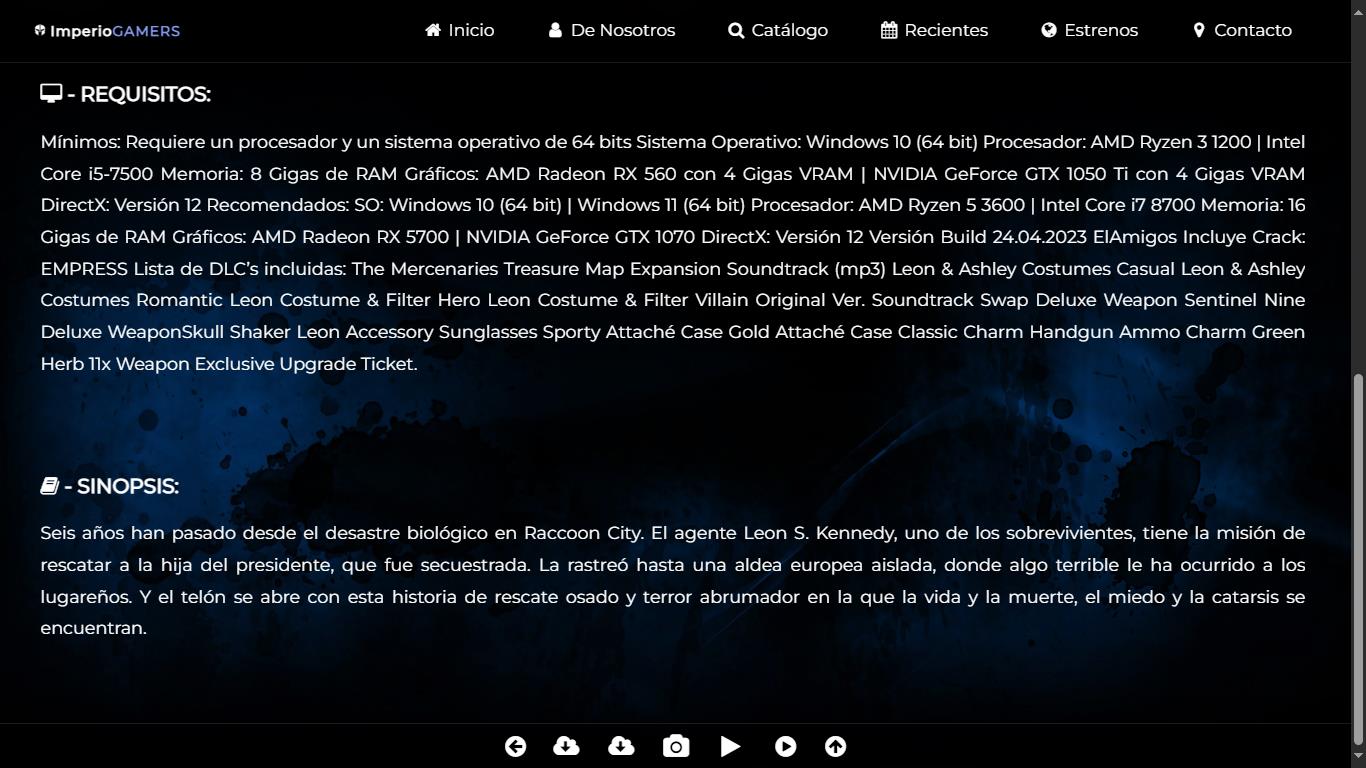 ImperioGAMERS
Inicio
De Nosotros
Catálogo
Recientes
Estrenos
Contacto
- REQUISITOS:
Mínimos: Requiere un procesador y un sistema operativo de 64 bits Sistema Operativo: Windows 10 (64 bit) Procesador: AMD Ryzen 3 1200 | Intel
Core i5-7500 Memoria: 8 Gigas de RAM Gráficos: AMD Radeon RX 560 con 4 Gigas VRAM | NVIDIA GeForce GTX 1050 Ti con 4 Gigas VRAM
DirectX: Versión 12 Recomendados: SO: Windows 10 (64 bit) | Windows 11 (64 bit) Procesador: AMD Ryzen 5 3600 | Intel Core i7 8700 Memoria: 16
Gigas de RAM Gráficos: AMD Radeon RX 5700 | NVIDIA GeForce GTX 1070 DirectX: Versión 12 Versión Build 24.04.2023 ElAmigos Incluye Crack:
EMPRESS Lista de DLC’s incluidas: The Mercenaries Treasure Map Expansion Soundtrack (mp3) Leon & Ashley Costumes Casual Leon & Ashley
Costumes Romantic Leon Costume & Filter Hero Leon Costume & Filter Villain Original Ver. Soundtrack Swap Deluxe Weapon Sentinel Nine
Deluxe WeaponSkull Shaker Leon Accessory Sunglasses Sporty Attaché Case Gold Attaché Case Classic Charm Handgun Ammo Charm Green
Herb 11x Weapon Exclusive Upgrade Ticket.
- SINOPSIS:
Seis años han pasado desde el desastre biológico en Raccoon City. El agente Leon S. Kennedy, uno de los sobrevivientes, tiene la misión de
rescatar a la hija del presidente, que fue secuestrada. La rastreó hasta una aldea europea aislada, donde algo terrible le ha ocurrido a los
lugareños. Y el telón se abre con esta historia de rescate osado y terror abrumador en la que la vida y la muerte, el miedo y la catarsis se
encuentran.